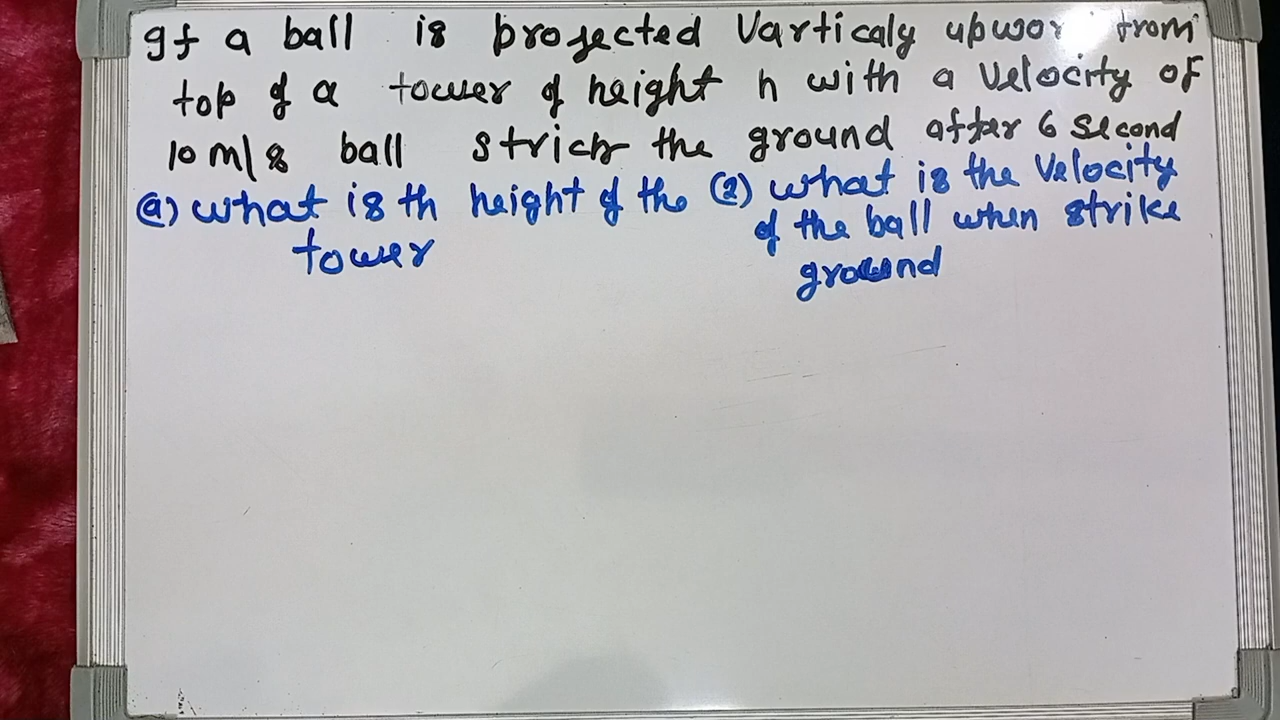 If a ball is projected Varticaly upwor from
top of a tower of height h with a Velocity of
10 m/s ball strick the ground after 6 second
(a) what is th height of the tower
(2) what is the Velocity of the ball when strike ground